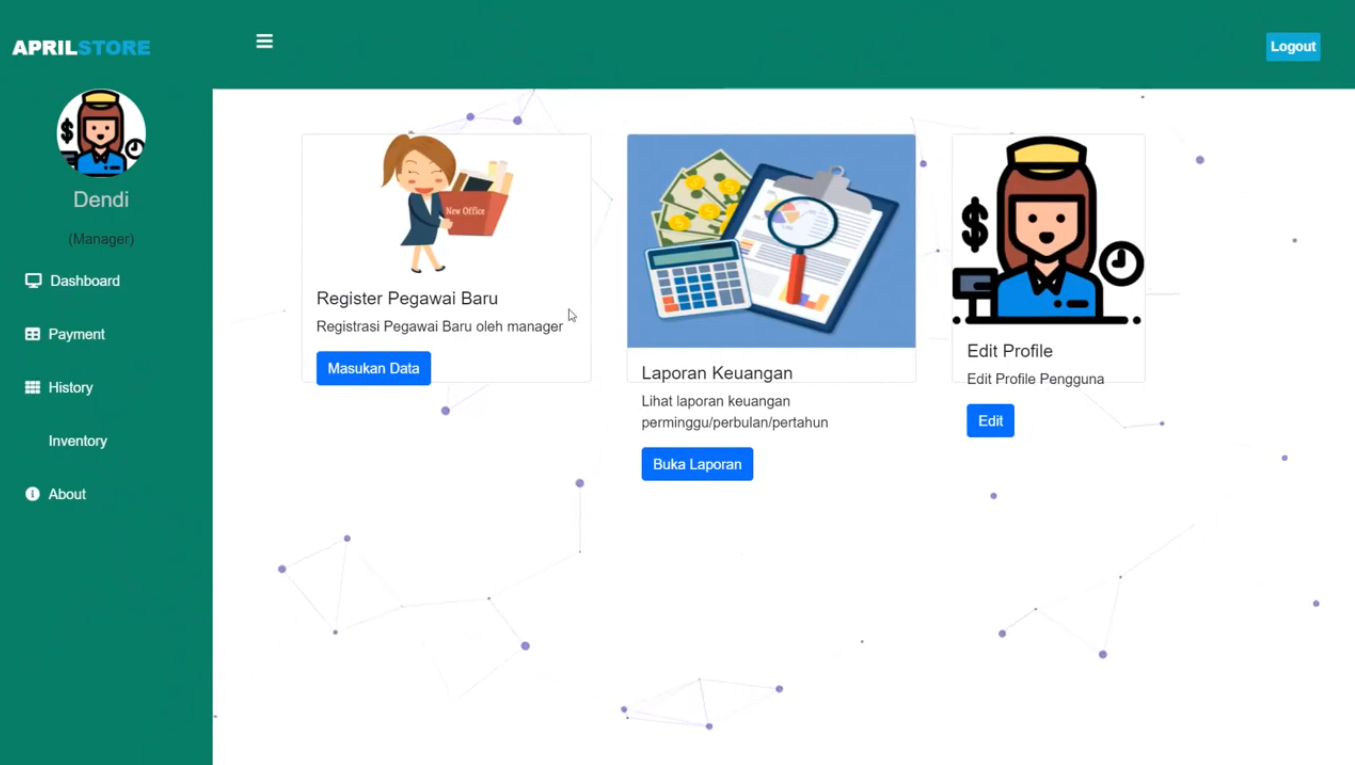 APRILSTORE
Logout
Dendi
(Manager)
Dashboard
Payment
History
Inventory
About
New Office
Register Pegawai Baru
Registrasi Pegawai Baru oleh manager
Masukan Data
Laporan Keuangan
Lihat laporan keuangan
perminggu/perbulan/pertahun
Buka Laporan
$
Edit Profile
Edit Profile Pengguna
Edit